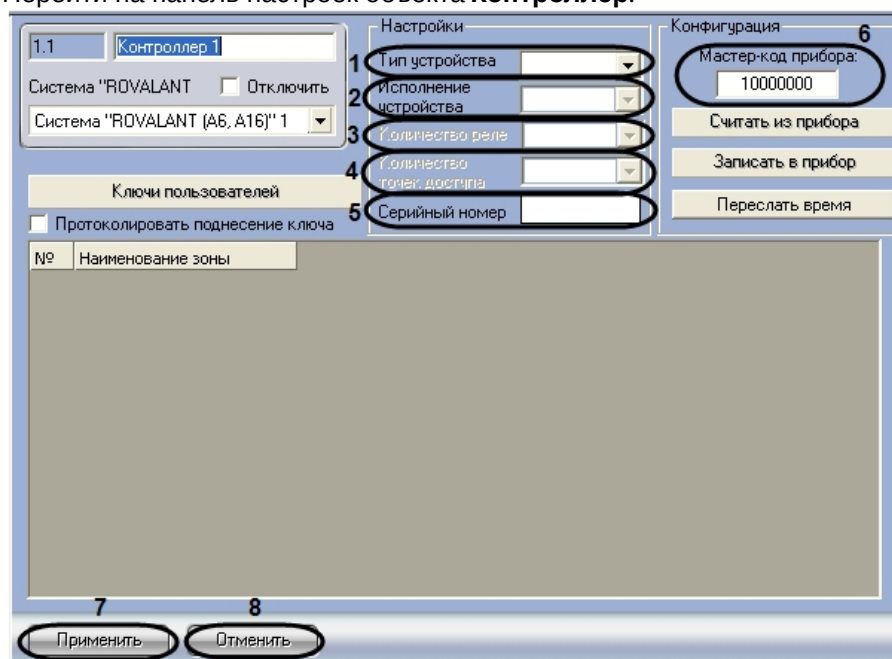 Перейти на панель настроек объекта Контроллер.
1.1 Контроллер 1
Система "ROVALANT Отключить
Система "ROVALANT (А6, А16)" 1
Ключи пользователей
Протоколировать поднесение ключа
Настройки
1 Тип устройства
2 Исполнение
устройства
3 Количество реле
4 Количество
точек доступа
5 Серийный номер
Конфигурация
6
Мастер-код прибора:
10000000
Считать из прибора
Записать в прибор
Переслать время
№ Наименование зоны
7 8
Применить Отменить